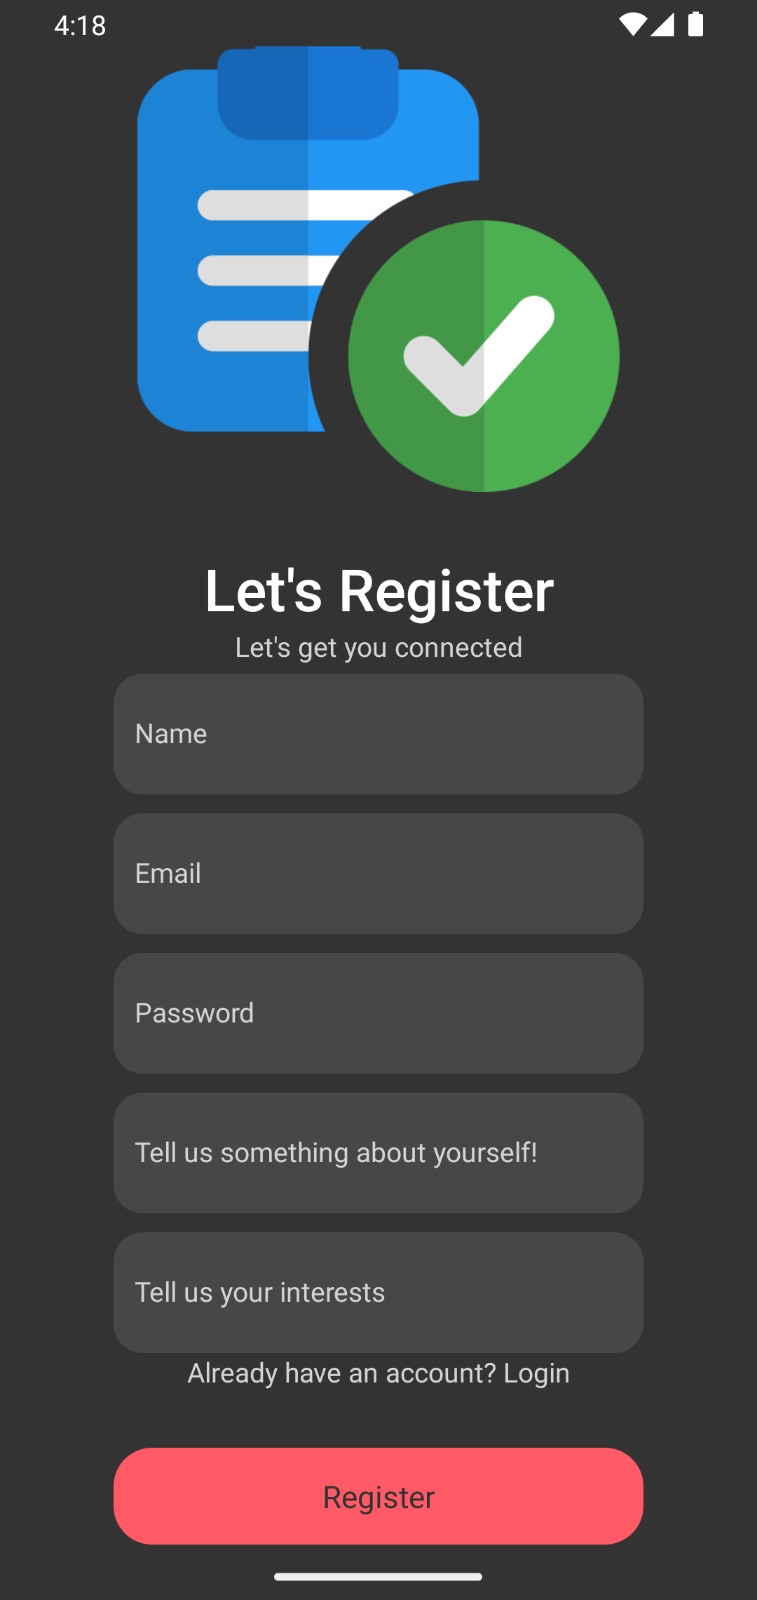 4:18
Let's Register
Let's get you connected
Name
Email
Password
Tell us something about yourself!
Tell us your interests
Already have an account? Login
Register